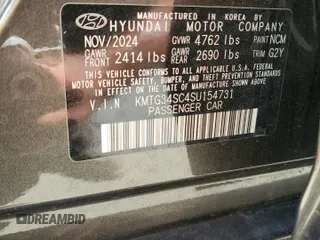 MANUFACTURED IN KOREA BY
HYUNDAI MOTOR COMPANY
NOV/2024 GVWR 4762 lbs PAINT NCM
GAWR FRONT 2414 lbs GAWR REAR 2690 lbs TRIM G2Y
THIS VEHICLE CONFORMS TO ALL APPLICABLE FEDERAL
MOTOR VEHICLE SAFETY, BUMPER, AND THEFT PREVENTION
STANDARDS IN EFFECT ON THE DATE OF MANUFACTURE SHOWN ABOVE.
V.I.N KMTG34SC4SU154731
PASSENGER CAR
DREAMBID